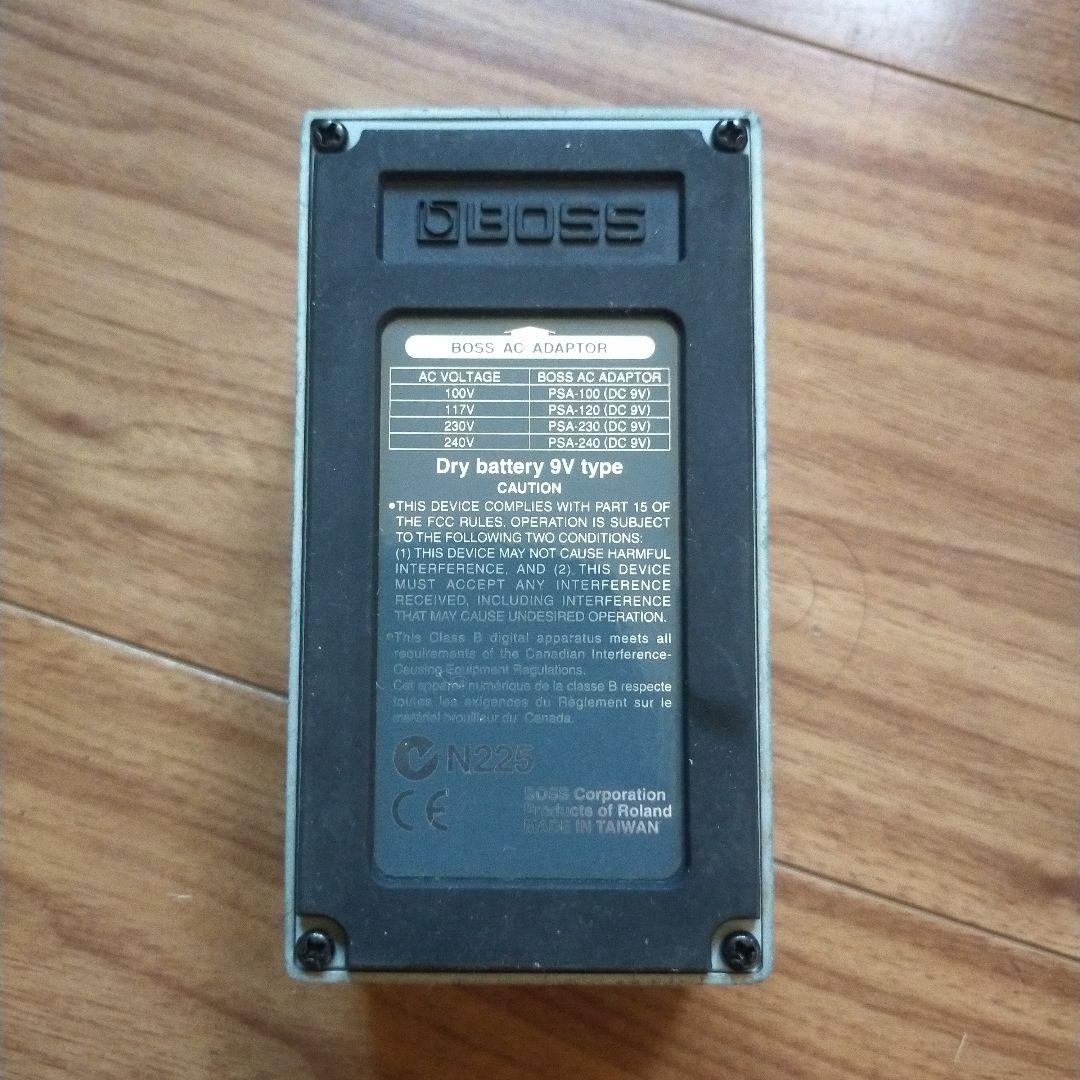 BOSS
BOSS AC ADAPTOR
AC VOLTAGE BOSS AC ADAPTOR
100V PSA-100 (DC 9V)
117V PSA-120 (DC 9V)
230V PSA-230 (DC 9V)
240V PSA-240 (DC 9V)
Dry battery 9V type
CAUTION
•THIS DEVICE COMPLIES WITH PART 15 OF
THE FCC RULES. OPERATION IS SUBJECT
TO THE FOLLOWING TWO CONDITIONS:
(1) THIS DEVICE MAY NOT CAUSE HARMFUL
INTERFERENCE, AND (2) THIS DEVICE
MUST ACCEPT ANY INTERFERENCE
RECEIVED, INCLUDING INTERFERENCE
THAT MAY CAUSE UNDESIRED OPERATION.
•This Class B digital apparatus meets all
requirements of the Canadian Interference-
Causing Equipment Regulations.
Cet appareil numérique de la classe B respecte
toutes les exigences du Règlement sur le
matériel brouilleur du Canada.
N225
CE
BOSS Corporation
Products of Roland
MADE IN TAIWAN